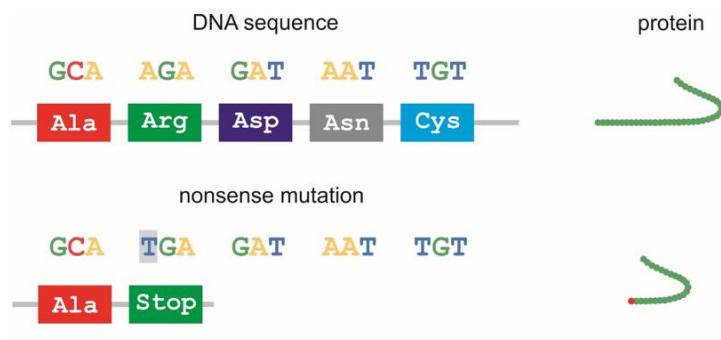 DNA sequence protein
GCA AGA GAT AAT TGT
Ala Arg Asp Asn Cys
nonsense mutation
GCA TGA GAT AAT TGT
Ala Stop